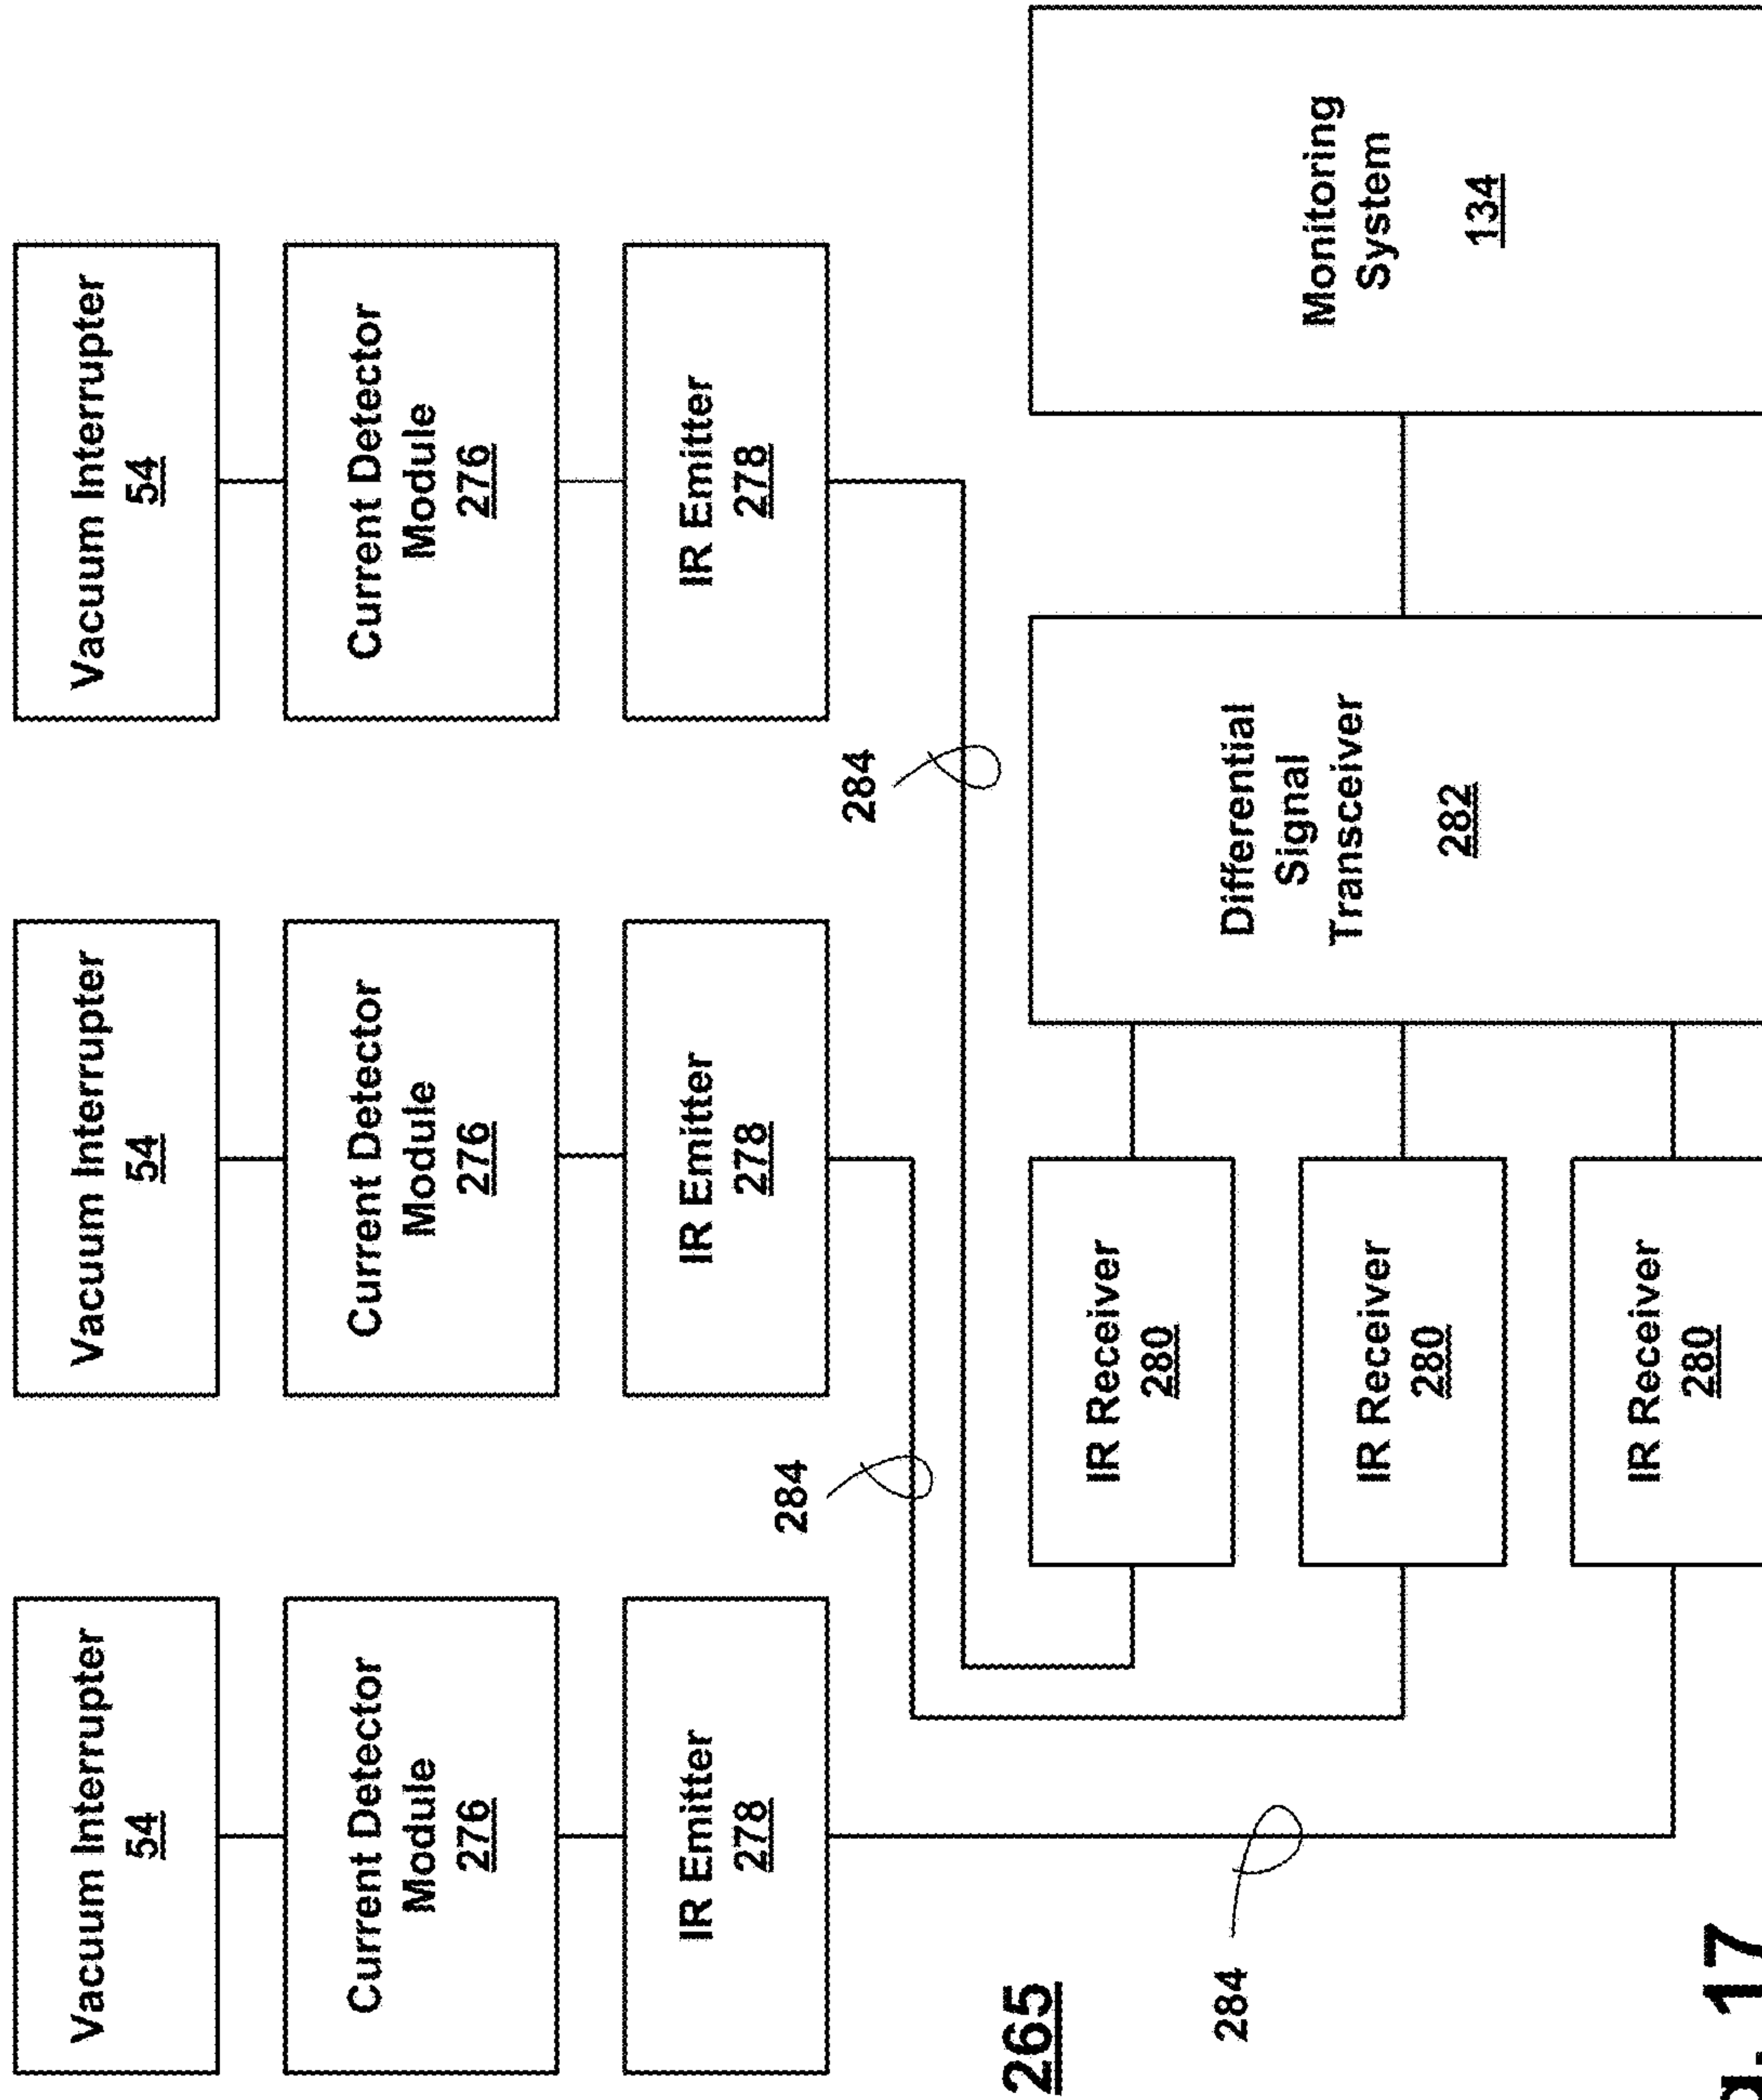 Vacuum Interrupter
54
Vacuum Interrupter
54
Vacuum Interrupter
54
Current Detector
Module
276
Current Detector
Module
276
Current Detector
Module
276
IR Emitter
278
IR Emitter
278
IR Emitter
278
284
284
265
284
IR Receiver
280
IR Receiver
280
IR Receiver
280
Differential
Signal
Transceiver
282
Monitoring
System
134
g. 17